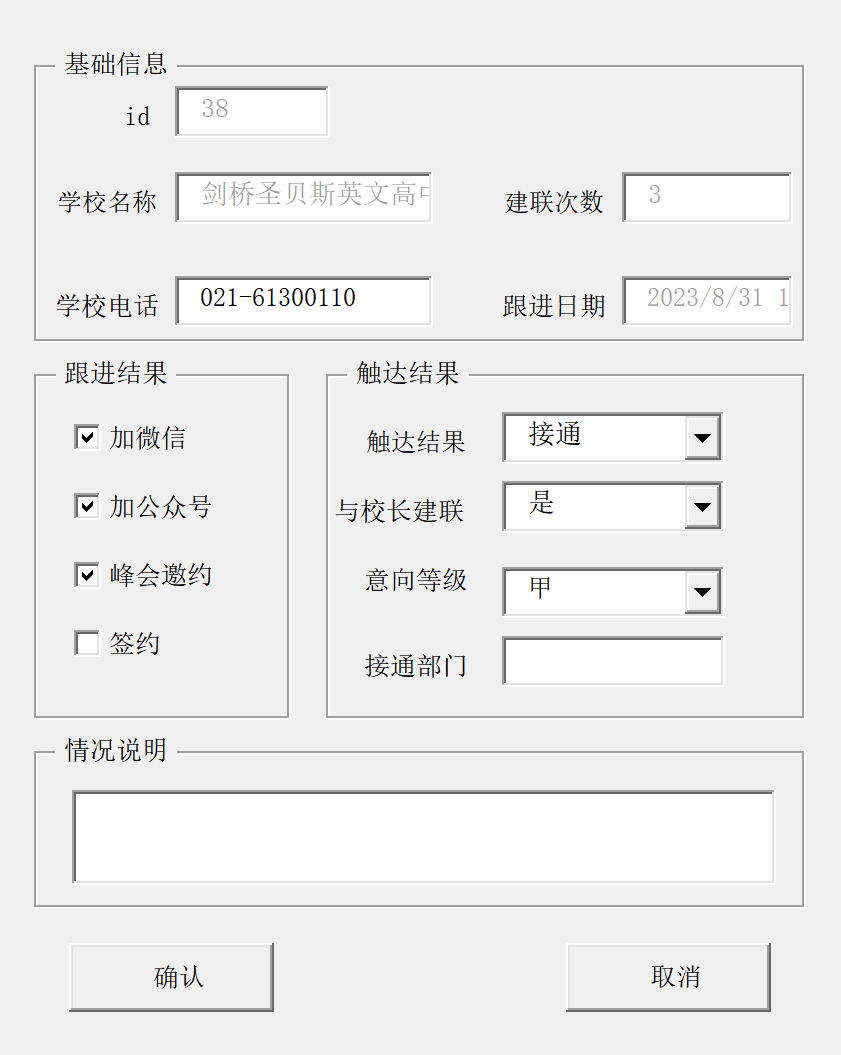 基础信息
id 38
学校名称 剑桥圣贝斯英文高 建联次数 3
学校电话 021-61300110 跟进日期 2023/8/31 1
跟进结果
加微信
加公众号
峰会邀约
签约
触达结果
触达结果 接通
与校长建联 是
意向等级 甲
接通部门
情况说明
确认 取消